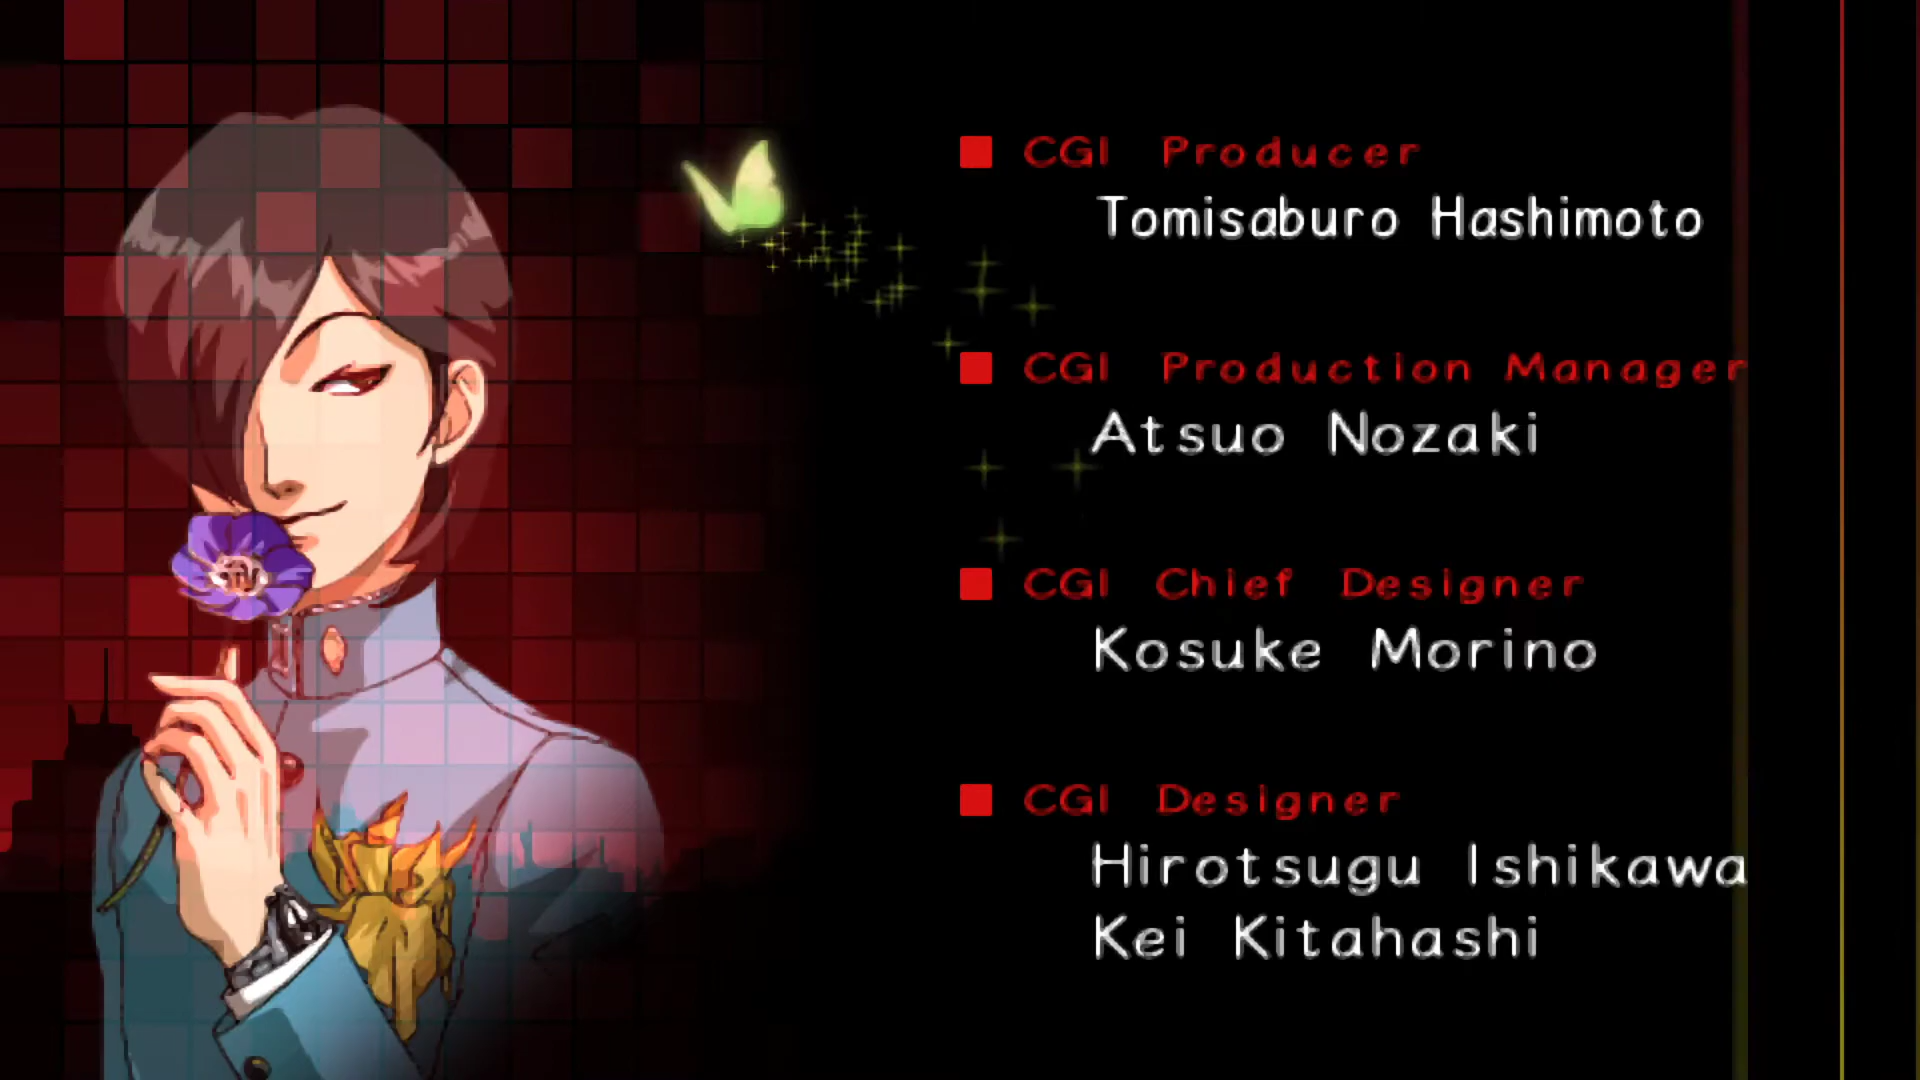 CGI Producer
Tomisaburo Hashimoto
CGI Production Manager
Atsuo Nozaki
CGI Chief Designer
Kosuke Morino
CGI Designer
Hirotsugu Ishikawa
Kei Kitahashi